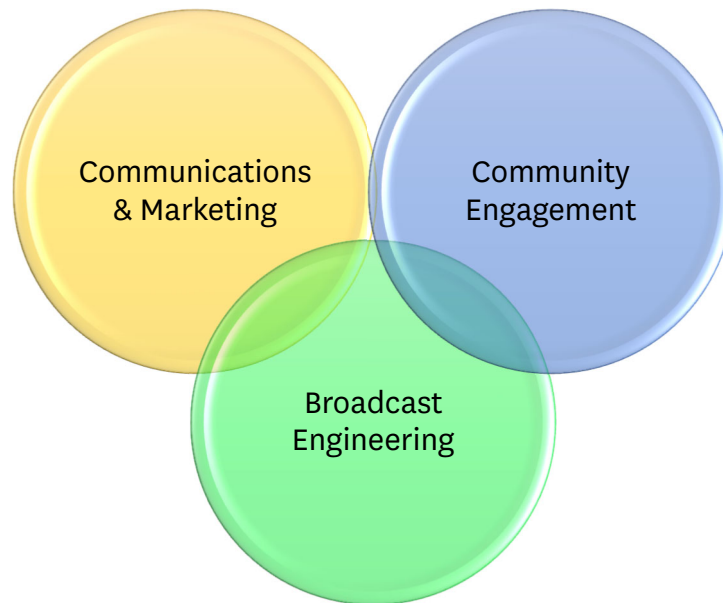 Communications
& Marketing
Community
Engagement
Broadcast
Engineering